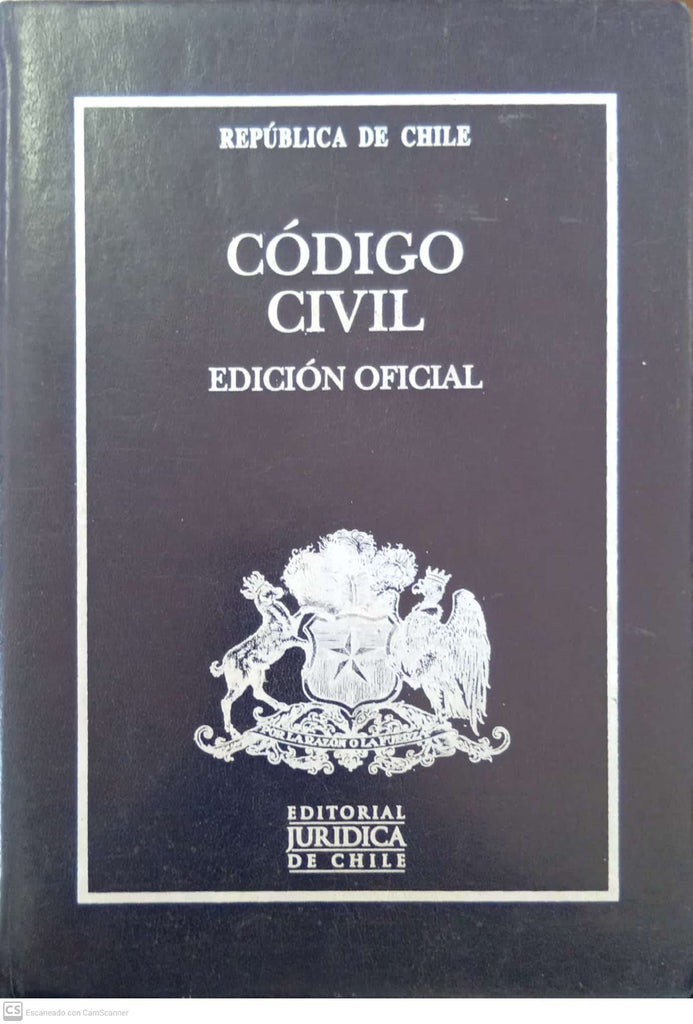 REPÚBLICA DE CHILE
CÓDIGO
CIVIL
EDICIÓN OFICIAL
POR LA RAZÓN O LA FUERZA
EDITORIAL
JURIDICA
DE CHILE
CS Escaneado con CamScanner